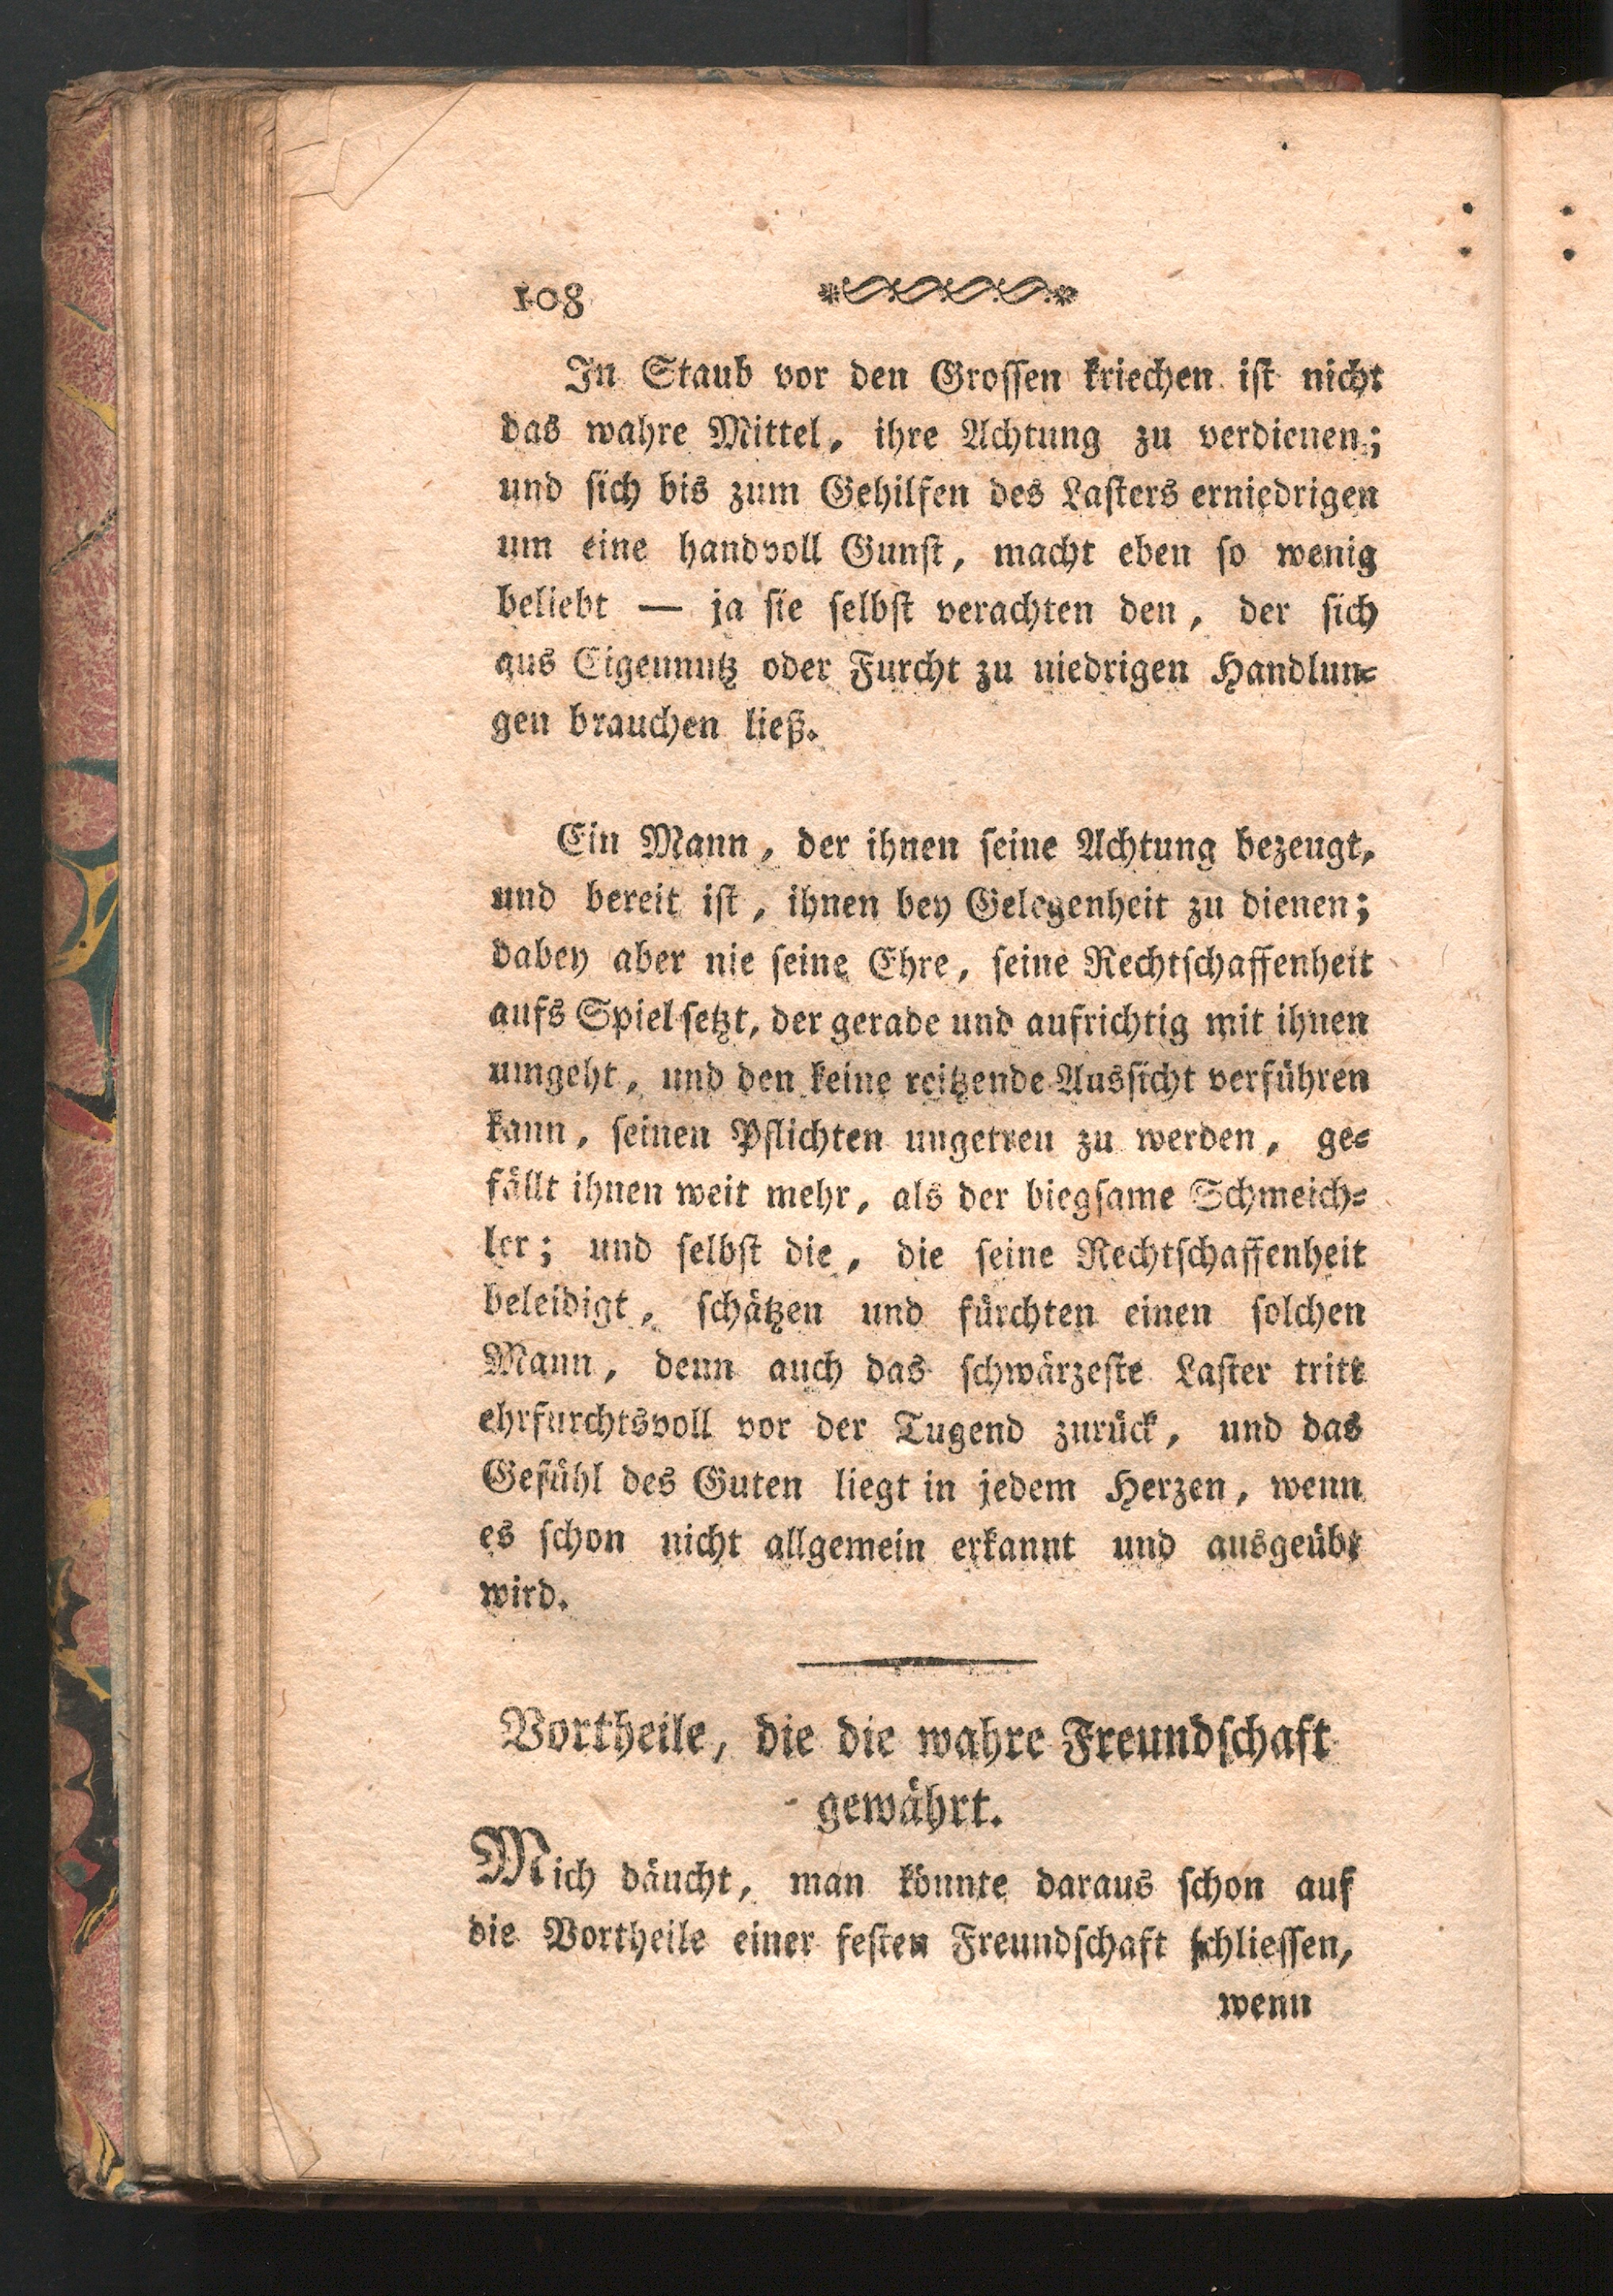 108
In Staub vor den Grossen kriechen ist nicht
das wahre Mittel, ihre Achtung zu verdienen;
und sich bis zum Gehilfen des Lasters erniedrigen
um eine handvoll Gunst, macht eben so wenig
beliebt — ja sie selbst verachten den, der sich
aus Eigennutz oder Furcht zu niedrigen Handlun-
gen brauchen ließ.
Ein Mann, der ihnen seine Achtung bezeugt,
und bereit ist, ihnen bey Gelegenheit zu dienen;
dabey aber nie seine Ehre, seine Rechtschaffenheit
aufs Spiel setzt, der gerade und aufrichtig mit ihnen
umgeht, und den keine reitzende Aussicht verführen
kann, seinen Pflichten ungetreu zu werden, ge-
fällt ihnen weit mehr, als der biegsame Schmeich-
ler; und selbst die, die seine Rechtschaffenheit
beleidigt, schätzen und fürchten einen solchen
Mann, denn auch das schwärzeste Laster tritt
ehrfurchtsvoll vor der Tugend zurück, und das
Gefühl des Guten liegt in jedem Herzen, wenn
es schon nicht allgemein erkannt und ausgeübt
wird.
Vortheile, die die wahre Freundschaft
gewährt.
Mich däucht, man könnte daraus schon auf
die Vortheile einer festen Freundschaft schliessen,
wenn